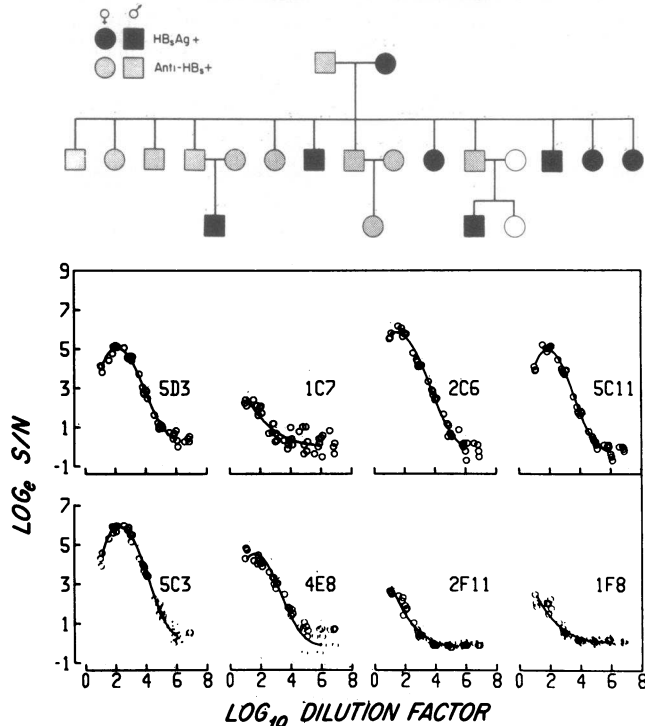 ♀ ♂
HBsAg+
Anti-HBs+
9
7
5
3
1
-1
5D3 1C7 2C6 5C11
7
5
3
1
-1
5C3 4E8 2F11 1F8
0 2 4 6 8 0 2 4 6 8 0 2 4 6 8 0 2 4 6 8
LOGe S/N
LOG10 DILUTION FACTOR